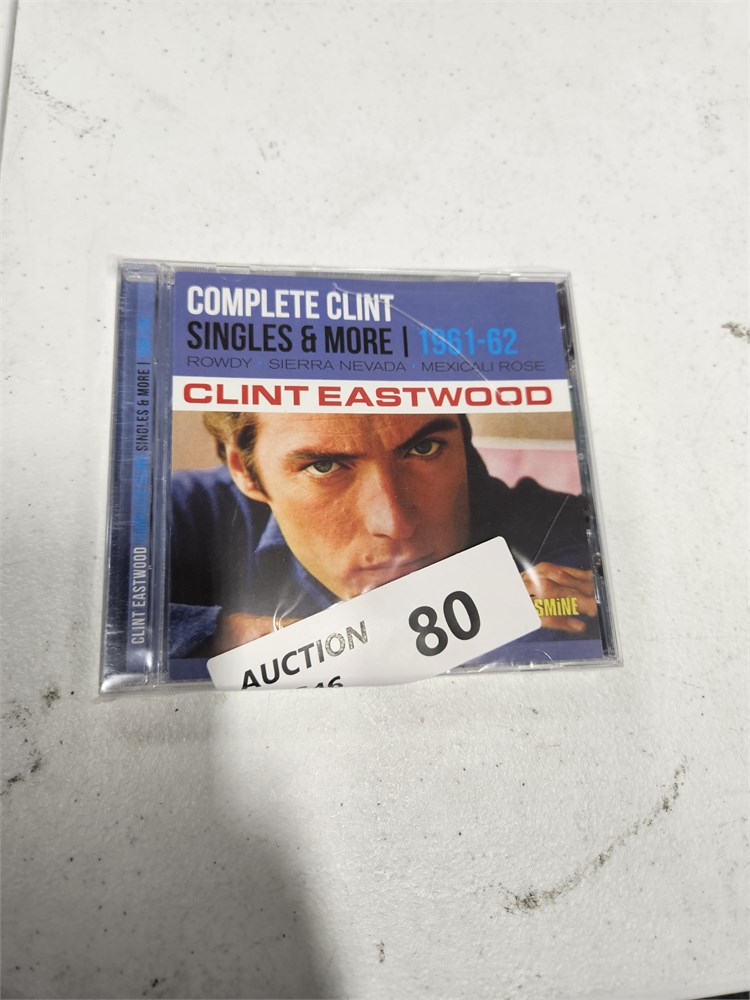 COMPLETE CLINT
SINGLES & MORE | 1961-62
ROWDY · SIERRA NEVADA · MEXICALI ROSE
CLINT EASTWOOD
CLINT EASTWOOD SINGLES & MORE |
SMiNE
AUCTION 80